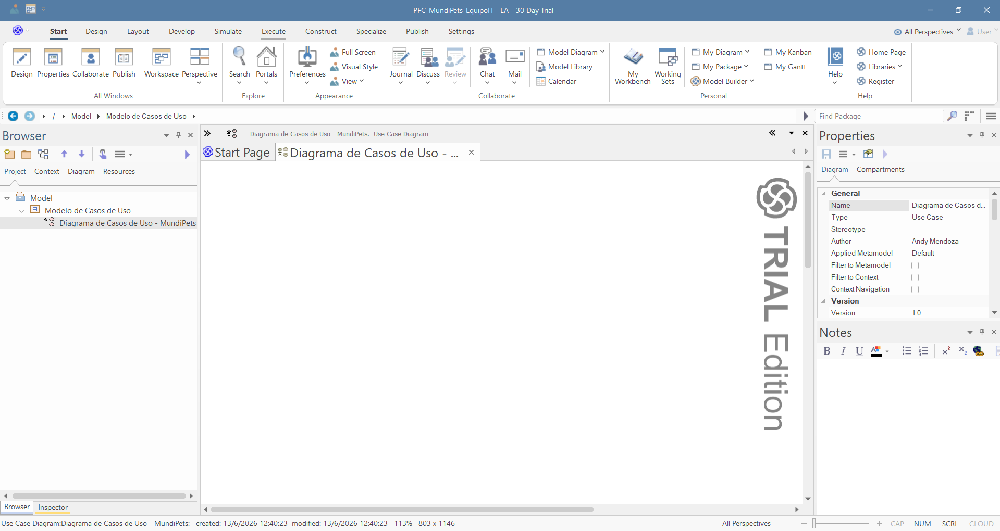 PFC_MundiPets_EquipoH - EA - 30 Day Trial
Start Design Layout Develop Simulate Execute Construct Specialize Publish Settings
All Perspectives User
Design Properties Collaborate Publish Workspace Perspective
All Windows
Search Portals
Explore
Preferences Full Screen
Visual Style
View
Appearance
Journal Discuss Review Chat Mail Model Diagram
Model Library
Calendar
Collaborate
My Workbench Working Sets My Diagram My Kanban
My Package My Gantt
Model Builder
Personal
Help Home Page
Libraries
Register
Help
/ Model Modelo de Casos de Uso
Find Package
Browser
Project Context Diagram Resources
Model
Modelo de Casos de Uso
Diagrama de Casos de Uso - MundiPets
Browser Inspector
Diagrama de Casos de Uso - MundiPets. Use Case Diagram
Start Page Diagrama de Casos de Uso - ...
TRIAL Edition
Properties
Diagram Compartments
General
Name Diagrama de Casos d...
Type Use Case
Stereotype
Author Andy Mendoza
Applied Metamodel Default
Filter to Metamodel
Filter to Context
Context Navigation
Version
Version 1.0
Notes
B I U A x² x₂
Use Case Diagram:Diagrama de Casos de Uso - MundiPets: created: 13/6/2026 12:40:23 modified: 13/6/2026 12:40:23 113% 803 x 1146
All Perspectives CAP NUM SCRL CLOUD